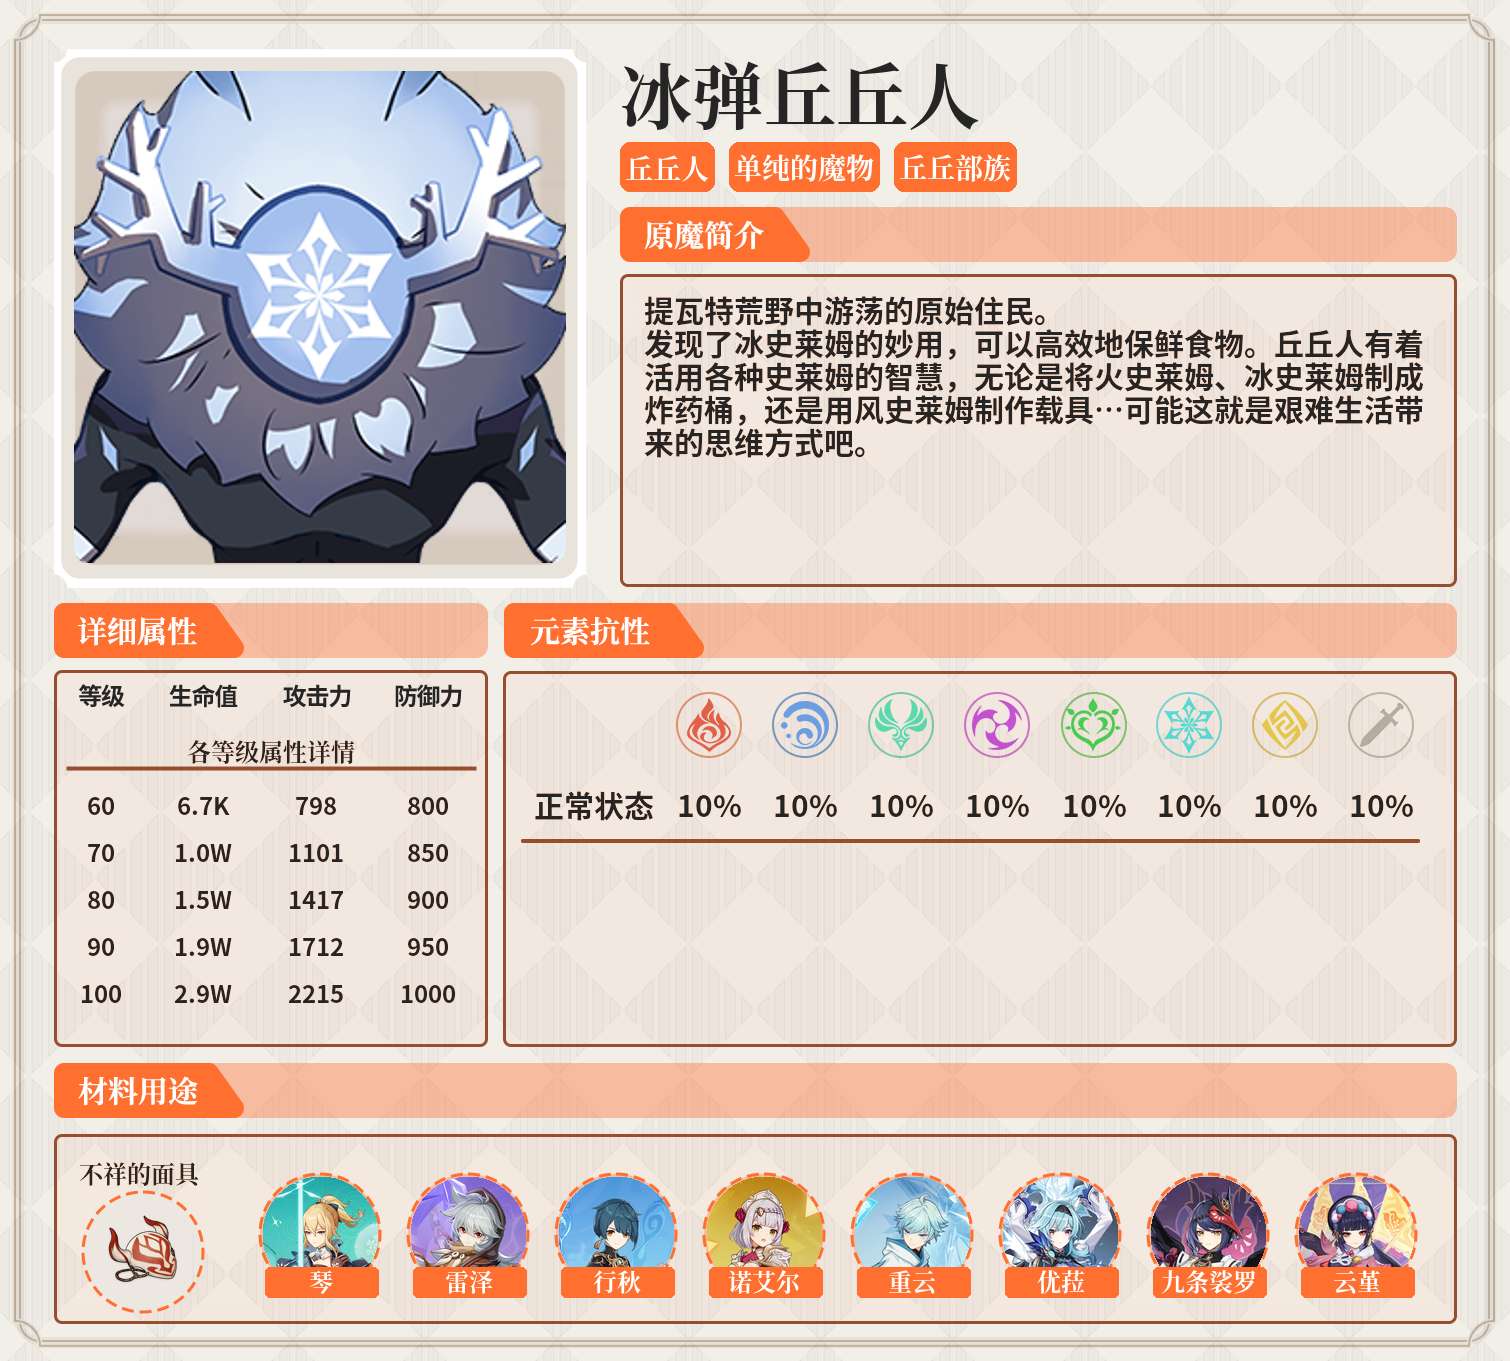 冰弹丘丘人
丘丘人 单纯的魔物 丘丘部族
原魔简介
提瓦特荒野中游荡的原始住民。
发现了冰史莱姆的妙用，可以高效地保鲜食物。丘丘人有着
活用各种史莱姆的智慧，无论是将火史莱姆、冰史莱姆制成
炸药桶，还是用风史莱姆制作载具…可能这就是艰难生活带
来的思维方式吧。
详细属性
等级 生命值 攻击力 防御力
各等级属性详情
60 6.7K 798 800
70 1.0W 1101 850
80 1.5W 1417 900
90 1.9W 1712 950
100 2.9W 2215 1000
元素抗性
正常状态 10% 10% 10% 10% 10% 10% 10% 10%
材料用途
不祥的面具
琴 雷泽 行秋 诺艾尔 重云 优菈 九条裟罗 云堇